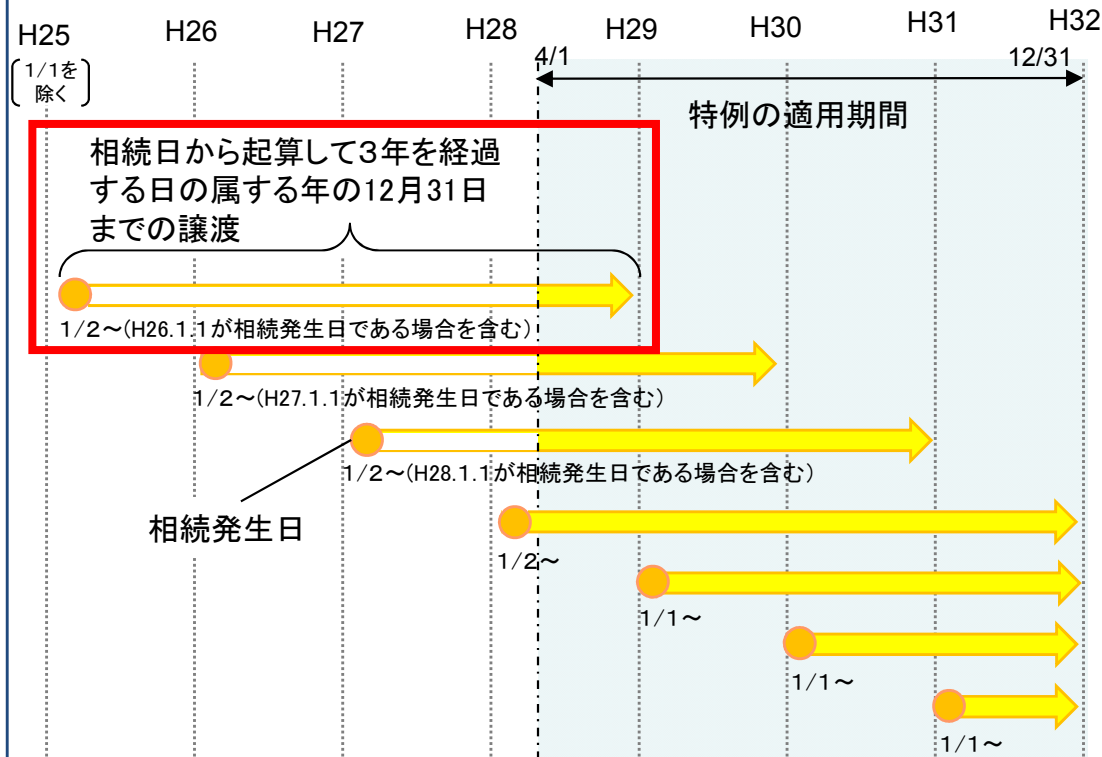 H25 H26 H27 H28 H29 H30 H31 H32
1/1を
除く
4/1 12/31
特例の適用期間
相続日から起算して3年を経過
する日の属する年の12月31日
までの譲渡
1/2～(H26.1.1が相続発生日である場合を含む)
1/2～(H27.1.1が相続発生日である場合を含む)
1/2～(H28.1.1が相続発生日である場合を含む)
相続発生日
1/2～
1/1～
1/1～
1/1～